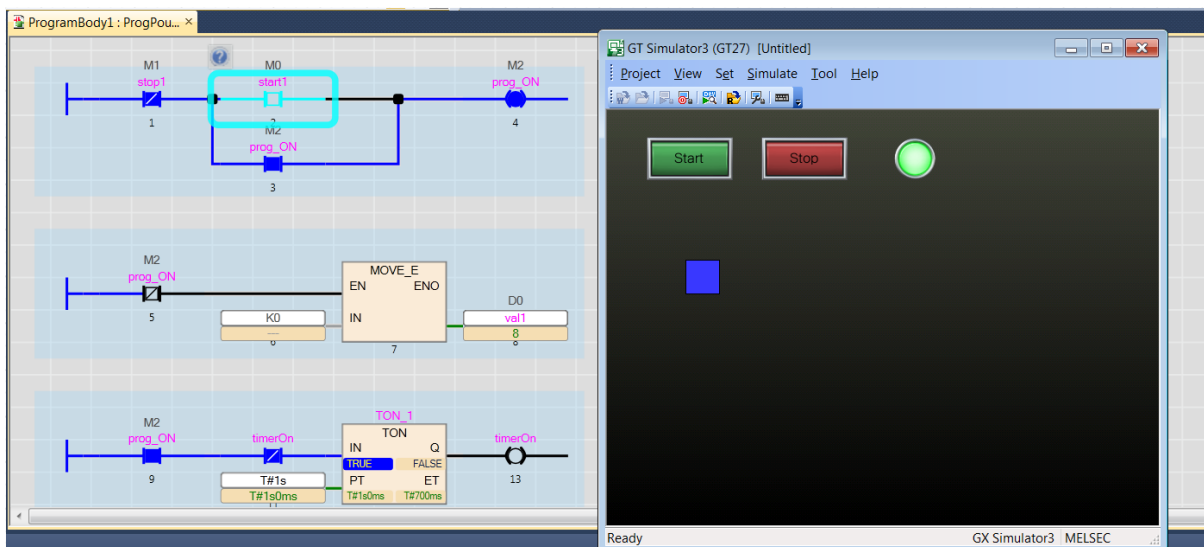 ProgramBody1 : ProgPou... ×
M1
stop1
1
?
M0
start1
2
M2
prog_ON
3
M2
prog_ON
4
M2
prog_ON
5
K0
---
6
MOVE_E
EN ENO
IN
7
D0
val1
8
8
M2
prog_ON
9
timerOn
T#1s
T#1s0ms
11
TON_1
TON
IN Q
TRUE FALSE
PT ET
T#1s0ms T#700ms
timerOn
13
GT Simulator3 (GT27) [Untitled]
Project View Set Simulate Tool Help
Start
Stop
Ready
GX Simulator3 MELSEC